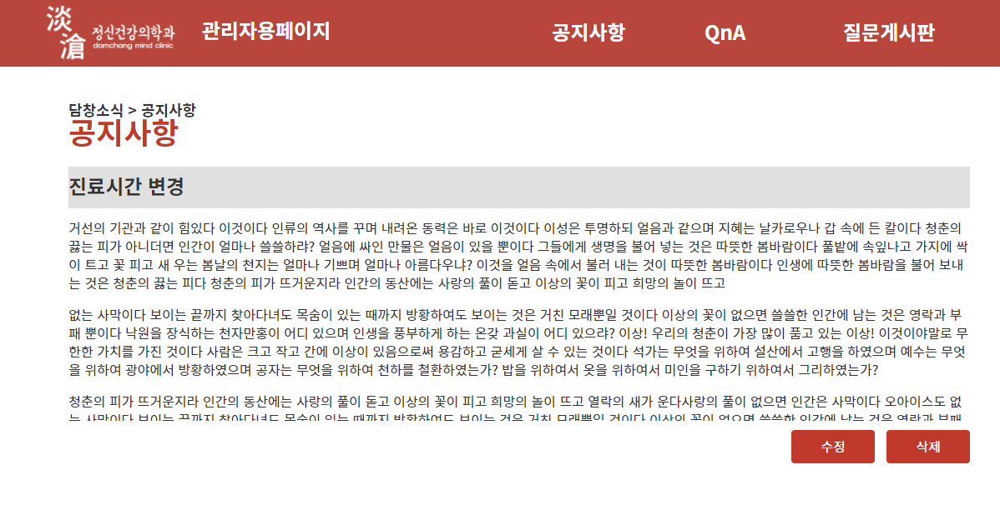 淡滄
정신건강의학과
damchang mind clinic
관리자용페이지
공지사항
QnA
질문게시판
담창소식 > 공지사항
공지사항
진료시간 변경
거선의 기관과 같이 힘있다 이것이다 인류의 역사를 꾸며 내려온 동력은 바로 이것이다 이성은 투명하되 얼음과 같으며 지혜는 날카로우나 갑 속에 든 칼이다 청춘의
끓는 피가 아니더면 인간이 얼마나 쓸쓸하랴? 얼음에 싸인 만물은 얼음이 있을 뿐이다 그들에게 생명을 불어 넣는 것은 따뜻한 봄바람이다 풀밭에 속잎나고 가지에 싹
이 트고 꽃 피고 새 우는 봄날의 천지는 얼마나 기쁘며 얼마나 아름다우냐? 이것을 얼음 속에서 불러 내는 것이 따뜻한 봄바람이다 인생에 따뜻한 봄바람을 불어 보내
는 것은 청춘의 끓는 피다 청춘의 피가 뜨거운지라 인간의 동산에는 사랑의 풀이 돋고 이상의 꽃이 피고 희망의 놀이 뜨고
없는 사막이다 보이는 끝까지 찾아다녀도 목숨이 있는 때까지 방황하여도 보이는 것은 거친 모래뿐일 것이다 이상의 꽃이 없으면 쓸쓸한 인간에 남는 것은 영락과 부
패 뿐이다 낙원을 장식하는 천자만홍이 어디 있으며 인생을 풍부하게 하는 온갖 과실이 어디 있으랴? 이상! 우리의 청춘이 가장 많이 품고 있는 이상! 이것이야말로 무
한한 가치를 가진 것이다 사람은 크고 작고 간에 이상이 있음으로써 용감하고 굳세게 살 수 있는 것이다 석가는 무엇을 위하여 설산에서 고행을 하였으며 예수는 무엇
을 위하여 광야에서 방황하였으며 공자는 무엇을 위하여 천하를 철환하였는가? 밥을 위하여서 옷을 위하여서 미인을 구하기 위하여서 그리하였는가?
청춘의 피가 뜨거운지라 인간의 동산에는 사랑의 풀이 돋고 이상의 꽃이 피고 희망의 놀이 뜨고 열락의 새가 운다사랑의 풀이 없으면 인간은 사막이다 오아이스도 없
는 사막이다 보이는 끝까지 찾아다녀도 목숨이 있는 때까지 방황하여도 보이는 것은 거친 모래뿐일 것이다 이상의 꽃이 없으면 쓸쓸한 인간에 남는 것은 영락과 부패
수정
삭제